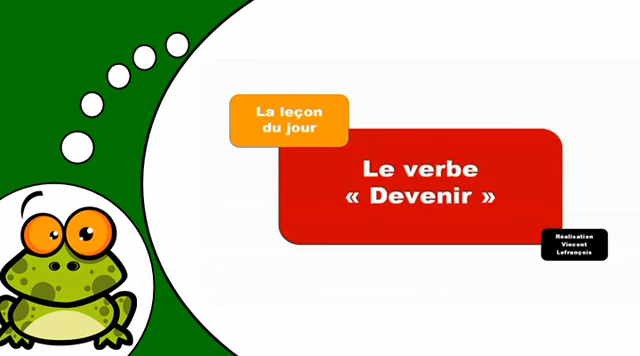 La leçon
du jour
Le verbe
« Devenir »
Réalisation
Vincent
Lefrançois